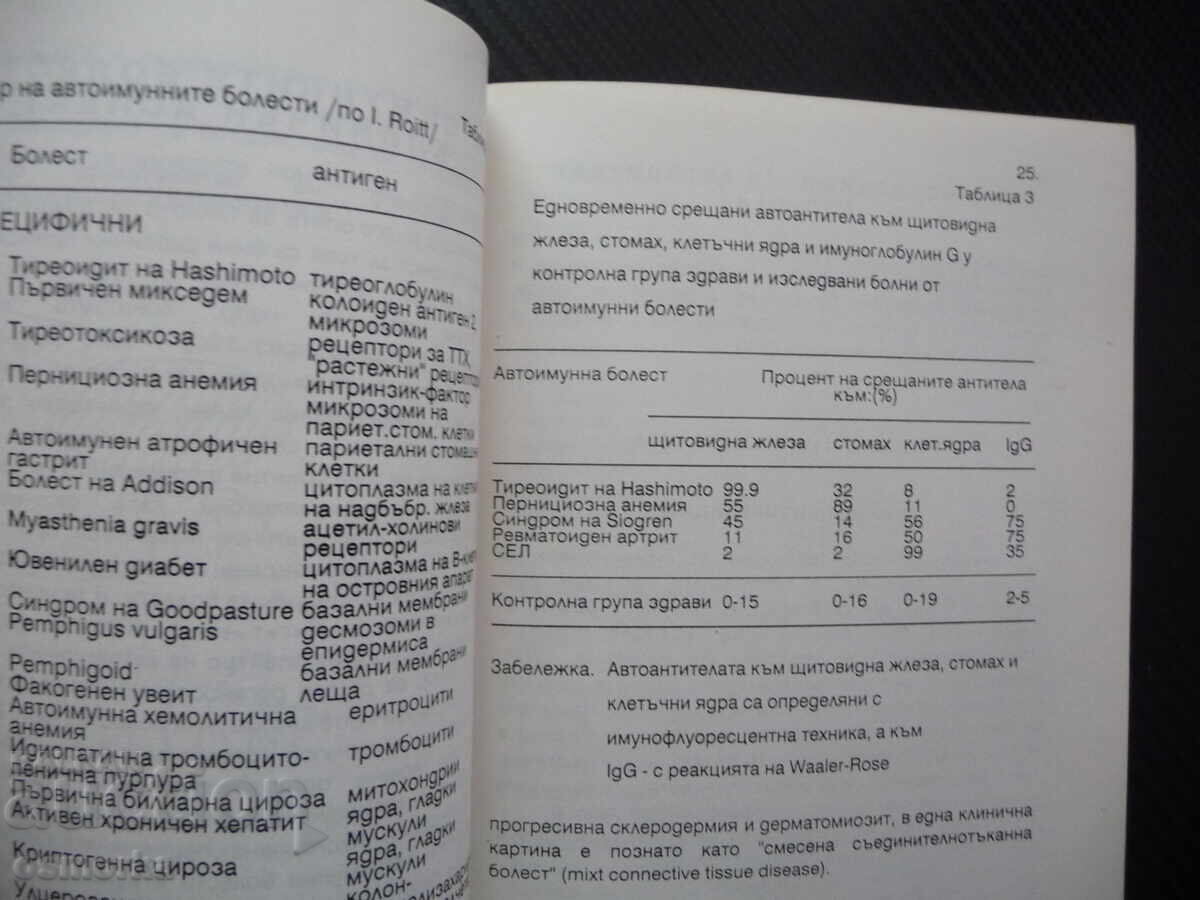 р на автоимунните болести /по I. Roitt/
Болест антиген
ЕЦИФИЧНИ
Тиреоидит на Hashimoto тиреоглобулин
Първичен микседем колоиден антиген 2
микрозоми
Тиреотоксикоза рецептори за ТТХ,
"растежни" рецептор
Пернициозна анемия интринзик-фактор
микрозоми на
париет.стом. клетки
Автоимунен атрофичен париетални стомашн
гастрит клетки
Болест на Addison цитоплазма на клетк
на надбъбр. жлеза
Myasthenia gravis ацетил-холинови
рецептори
Ювенилен диабет цитоплазма на В-клет
на островния апарат
Синдром на Goodpasture базални мембрани
Pemphigus vulgaris десмозоми в
епидермиса
Pemphigoid базални мембрани
Факогенен увеит леща
Автоимунна хемолитична еритроцити
анемия
Идиопатична тромбоцито- тромбоцити
пенична пурпура
Първична билиарна цироза митохондрии
Активен хроничен хепатит ядра, гладки
мускули
Криптогенна цироза ядра, гладки
мускули
колон-
25.
Таблица 3
Едновременно срещани автоантитела към щитовидна
жлеза, стомах, клетъчни ядра и имуноглобулин G у
контролна група здрави и изследвани болни от
автоимунни болести
Автоимунна болест Процент на срещаните антитела
към:(%)
щитовидна жлеза стомах клет.ядра IgG
Тиреоидит на Hashimoto 99.9 32 8 2
Пернициозна анемия 55 89 11 0
Синдром на Siogren 45 14 56 75
Ревматоиден артрит 11 16 50 75
СЕЛ 2 2 99 35
Контролна група здрави 0-15 0-16 0-19 2-5
Забележка. Автоантителата към щитовидна жлеза, стомах и
клетъчни ядра са определяни с
имунофлуоресцентна техника, а към
IgG - с реакцията на Waaler-Rose
прогресивна склеродермия и дерматомиозит, в една клинична
картина е познато като "смесена съединителнотъканна
болест" (mixt connective tissue disease).